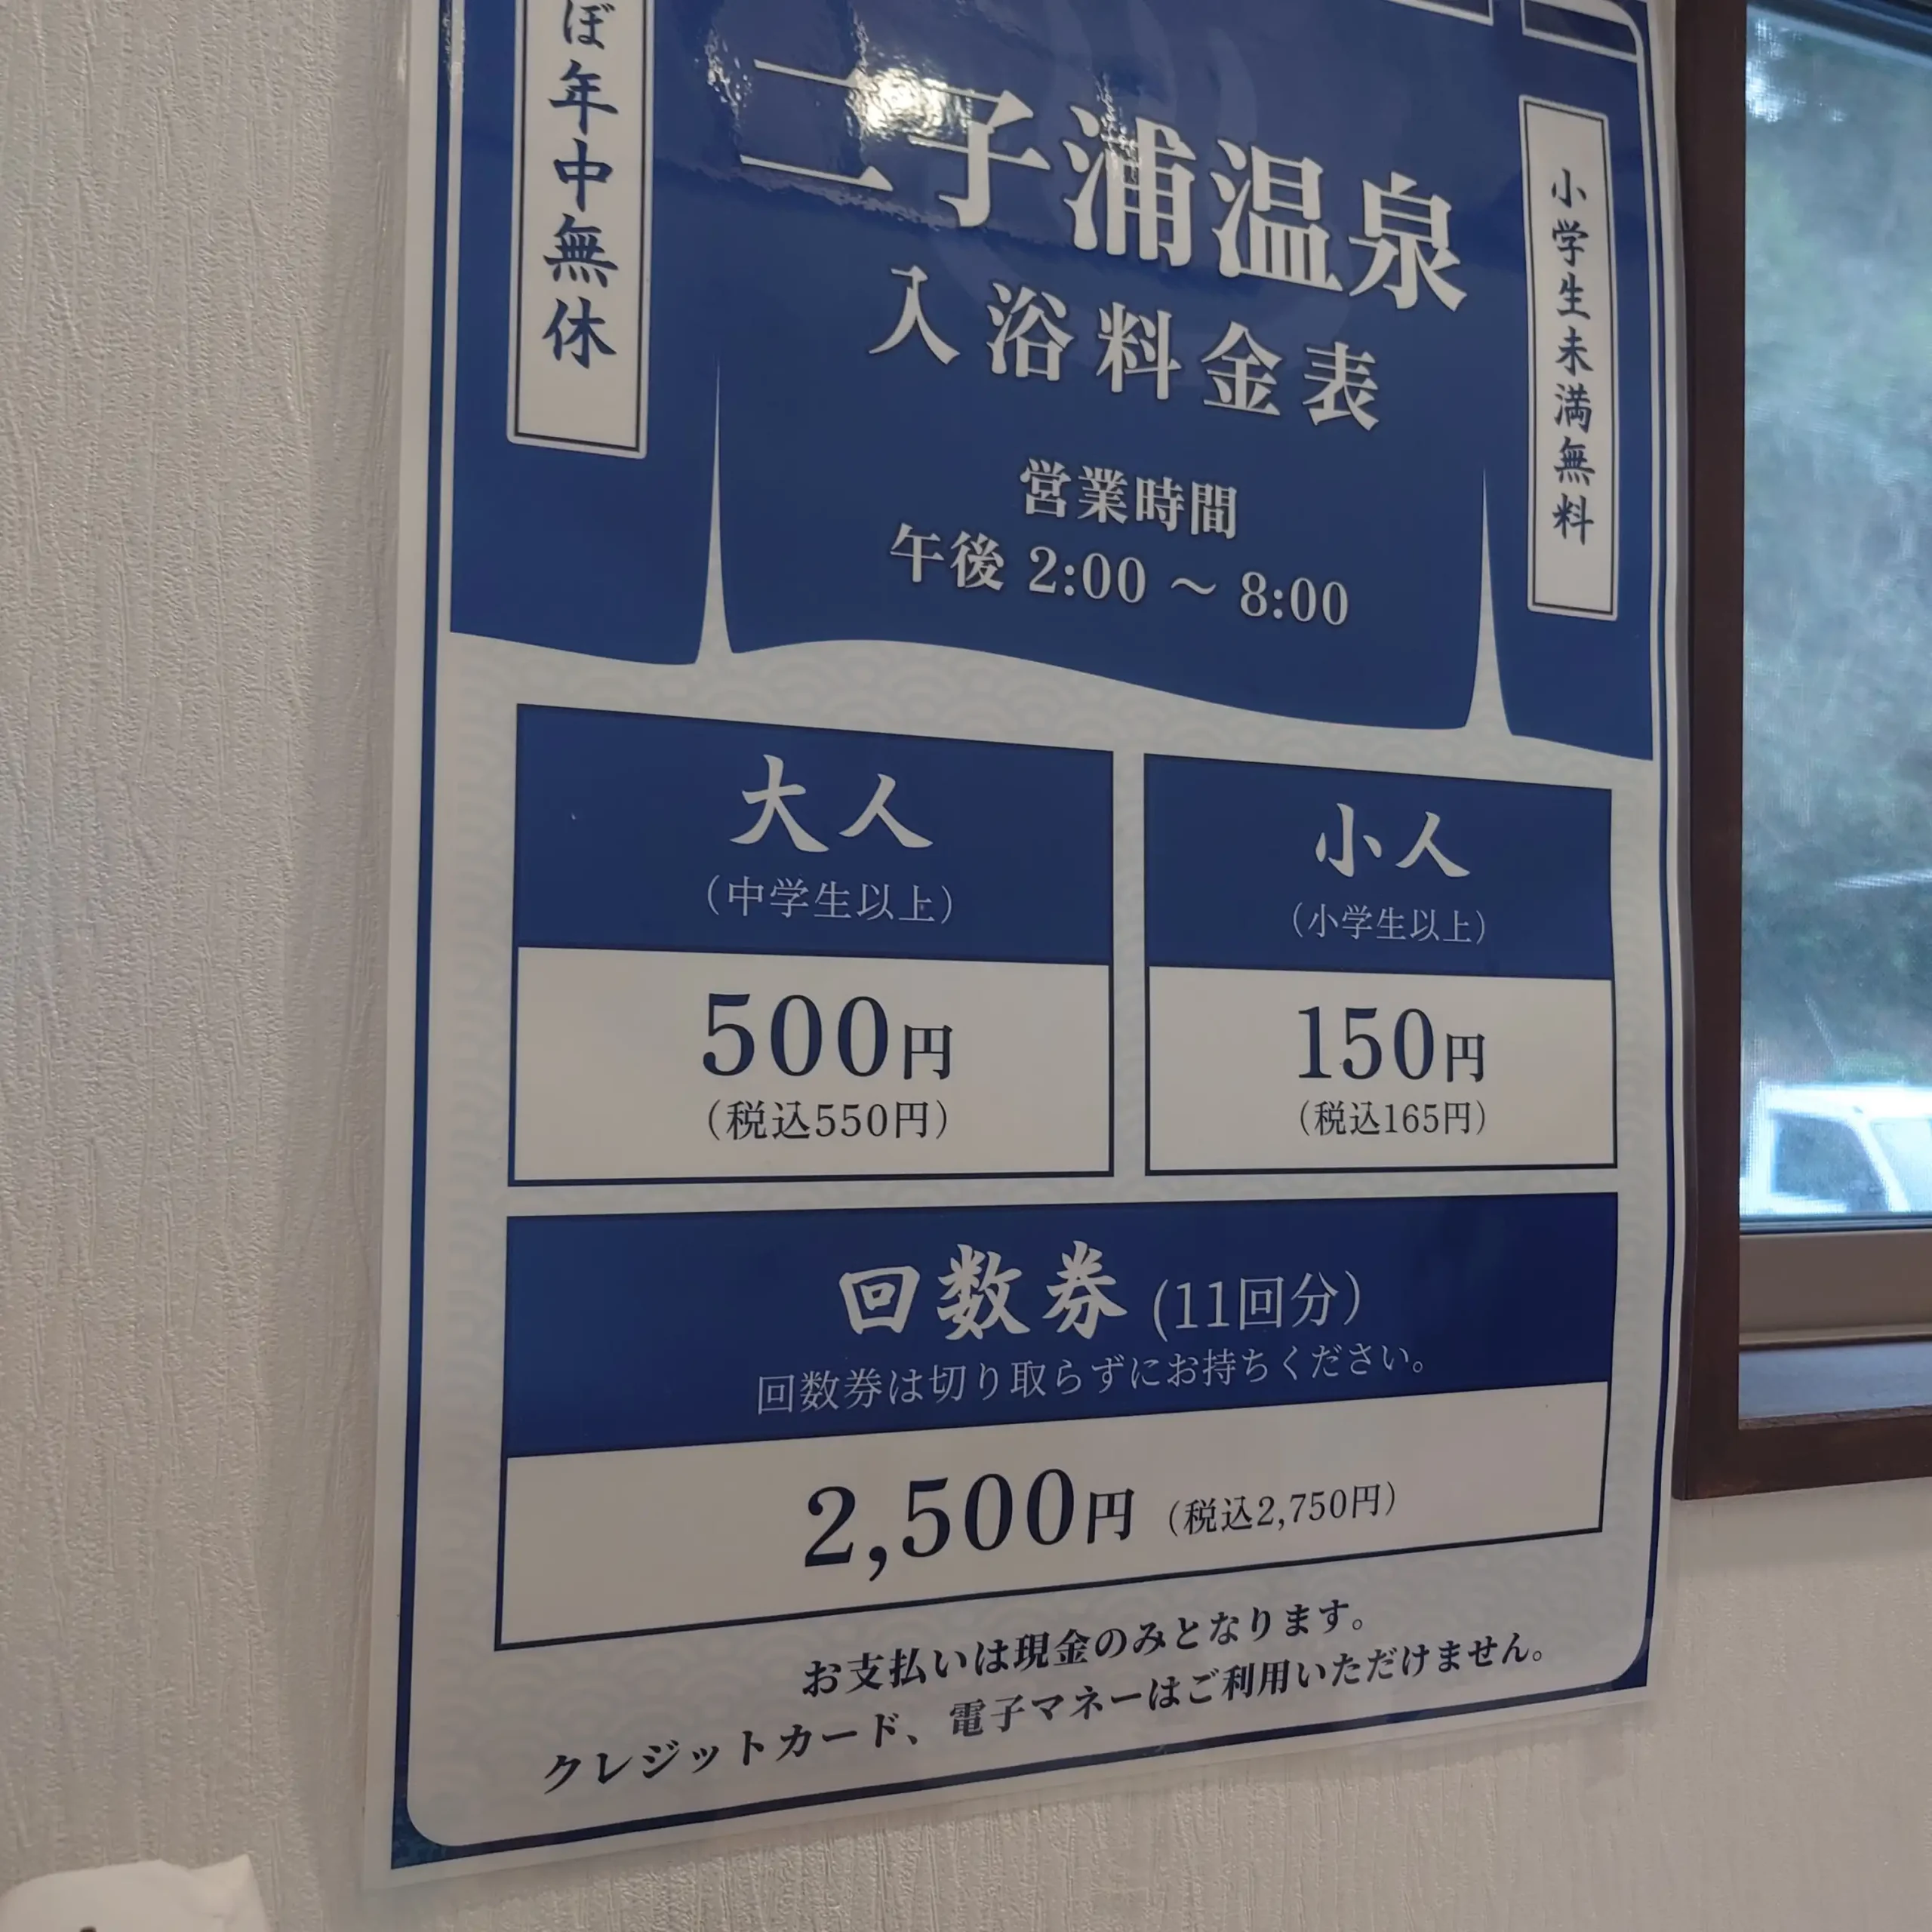 ぼ年中無休
二子浦温泉
入浴料金表
小学生未満無料
営業時間
午後 2:00 ～ 8:00
大人
（中学生以上）
500円
（税込550円）
小人
（小学生以上）
150円
（税込165円）
回数券 (11回分)
回数券は切り取らずにお持ちください。
2,500円 （税込2,750円）
お支払いは現金のみとなります。
クレジットカード、電子マネーはご利用いただけません。